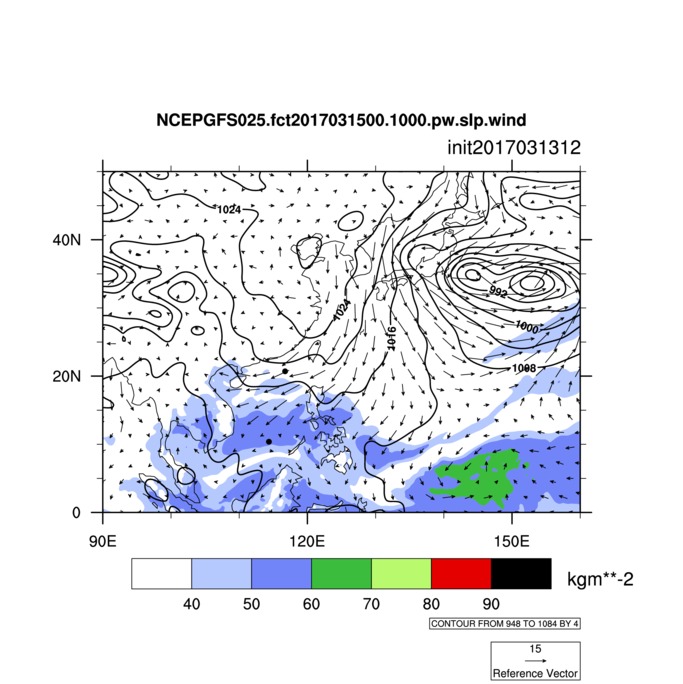 NCEPGFS025.fct2017031500.1000.pw.slp.wind
init2017031312
1024
40N
992
1024
1000
1016
1008
20N
0
90E
120E
150E
kgm**-2
40
50
60
70
80
90
CONTOUR FROM 948 TO 1084 BY 4
15
Reference Vector